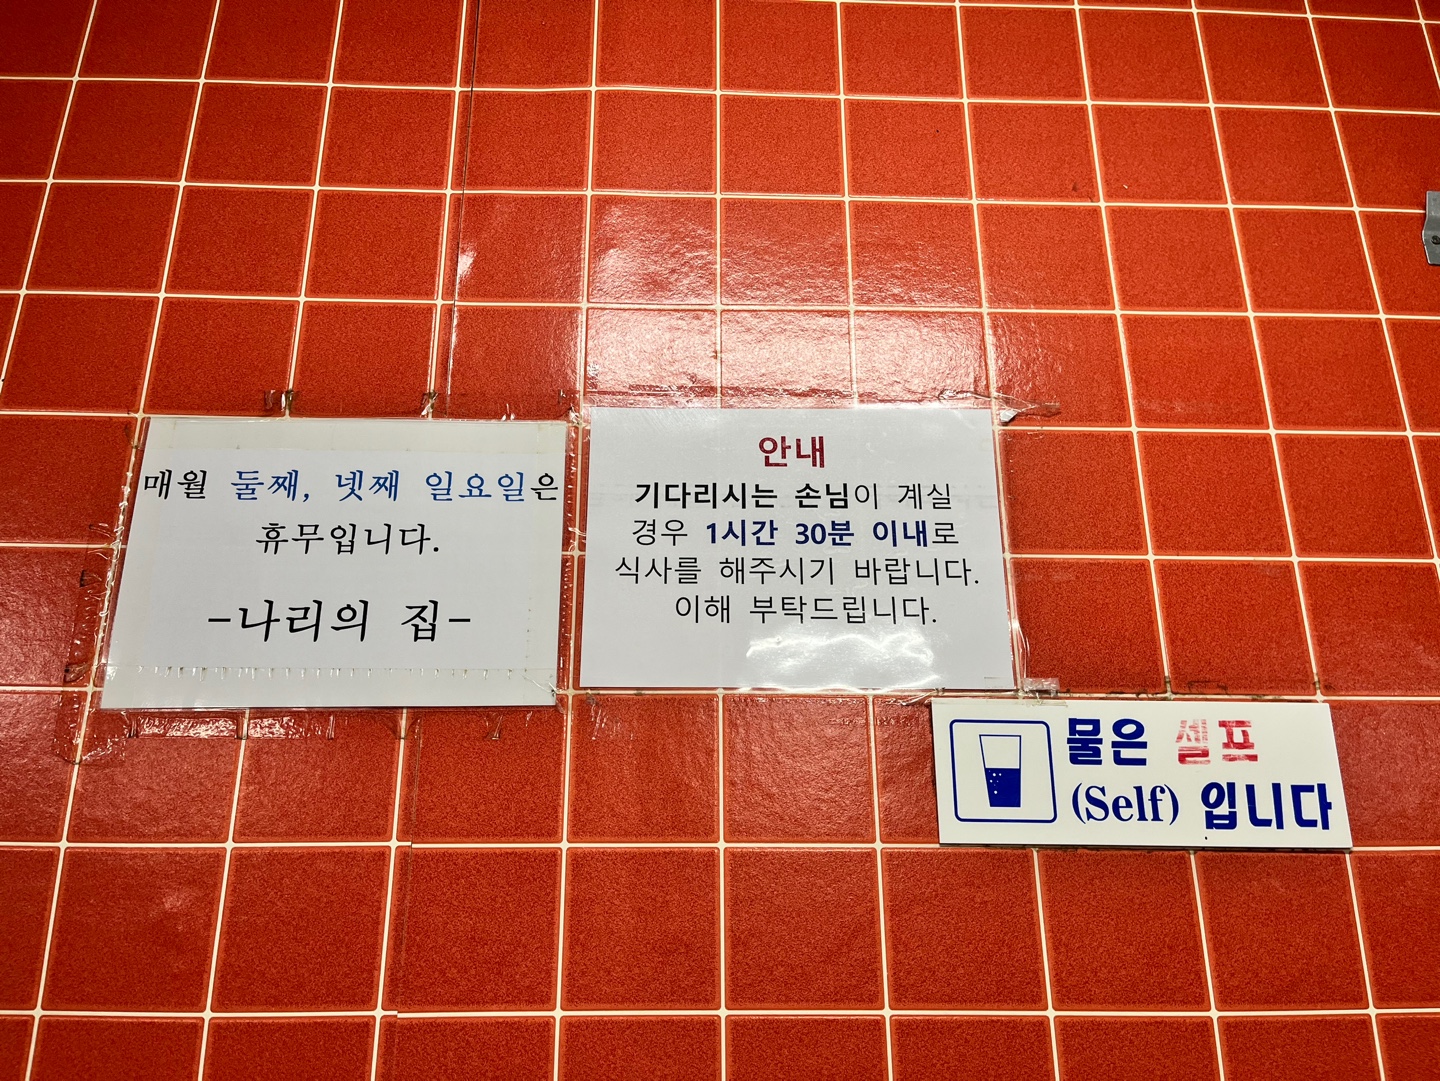 매월 둘째, 넷째 일요일은
휴무입니다.
-나리의 집-
안내
기다리시는 손님이 계실
경우 1시간 30분 이내로
식사를 해주시기 바랍니다.
이해 부탁드립니다.
물은 셀프
(Self) 입니다